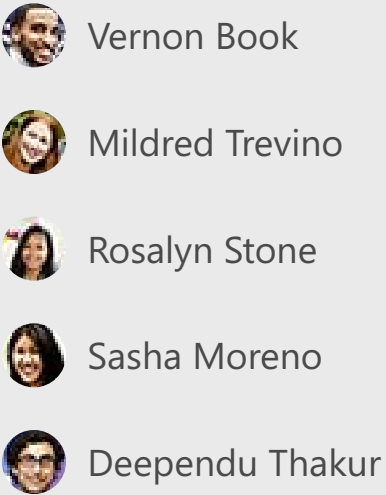 Vernon Book
Mildred Trevino
Rosalyn Stone
Sasha Moreno
Deependu Thakur